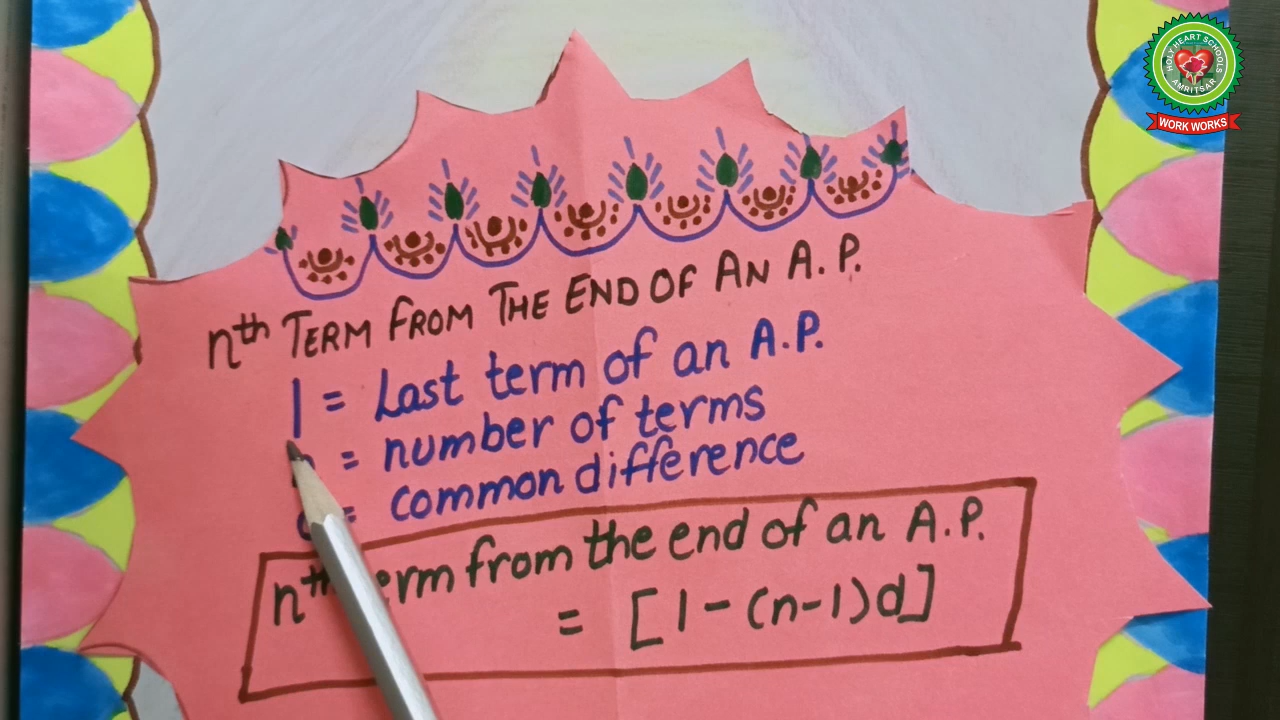 HOLY HEART SCHOOLS
AMRITSAR
WORK WORKS
nth TERM FROM THE END OF AN A.P.
l = Last term of an A.P.
= number of terms
= common difference
nth term from the end of an A.P.
= [l-(n-1)d]